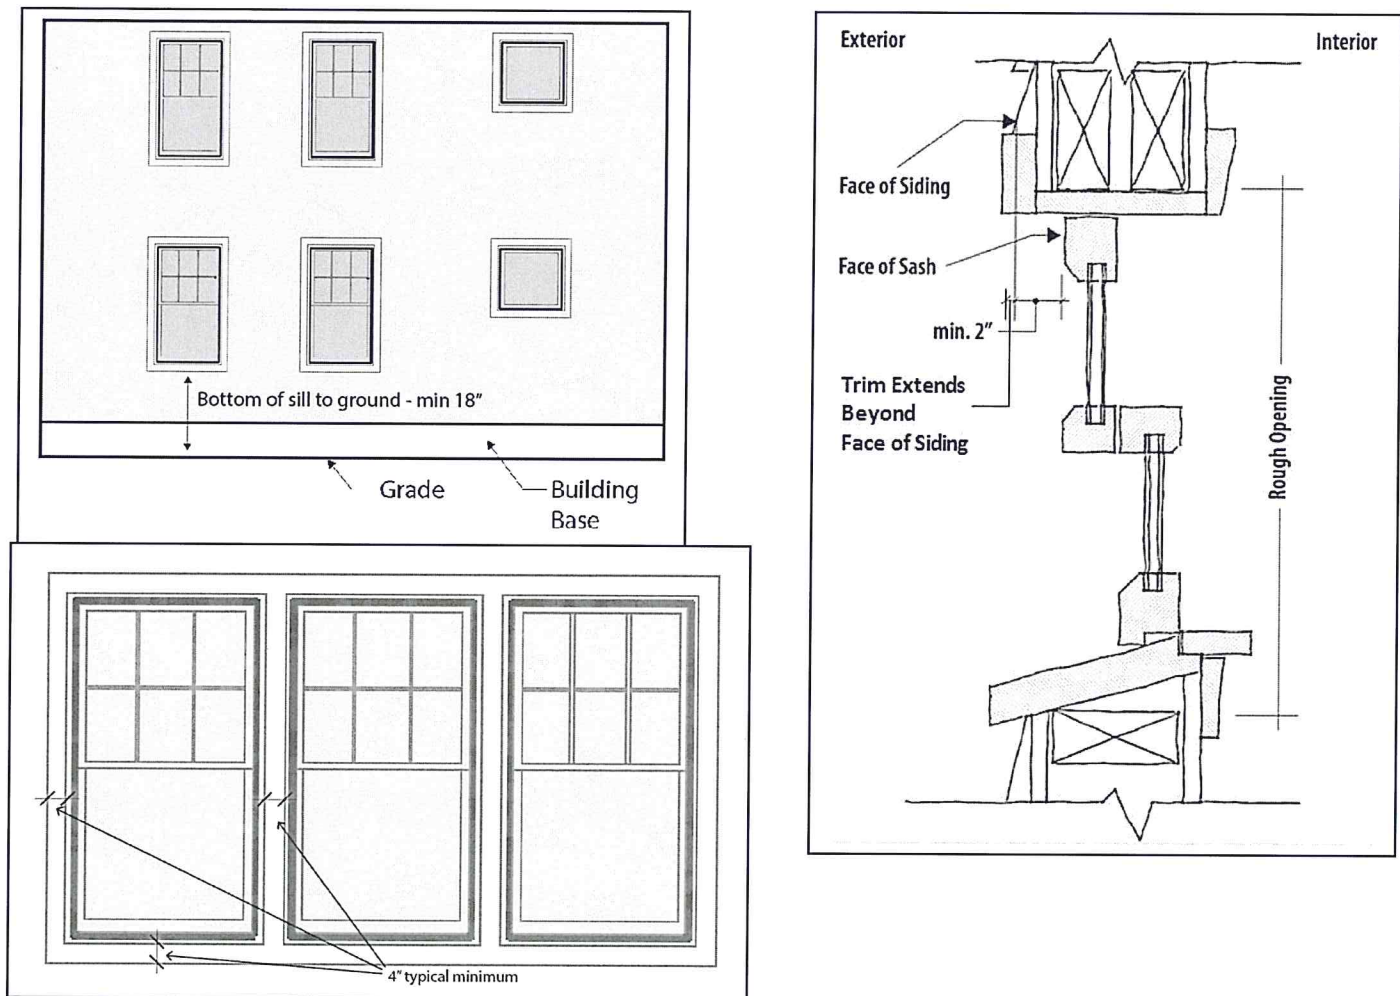 Bottom of sill to ground - min 18"
Grade
Building
Base
4" typical minimum
Exterior
Interior
Face of Siding
Face of Sash
min. 2"
Trim Extends
Beyond
Face of Siding
Rough Opening